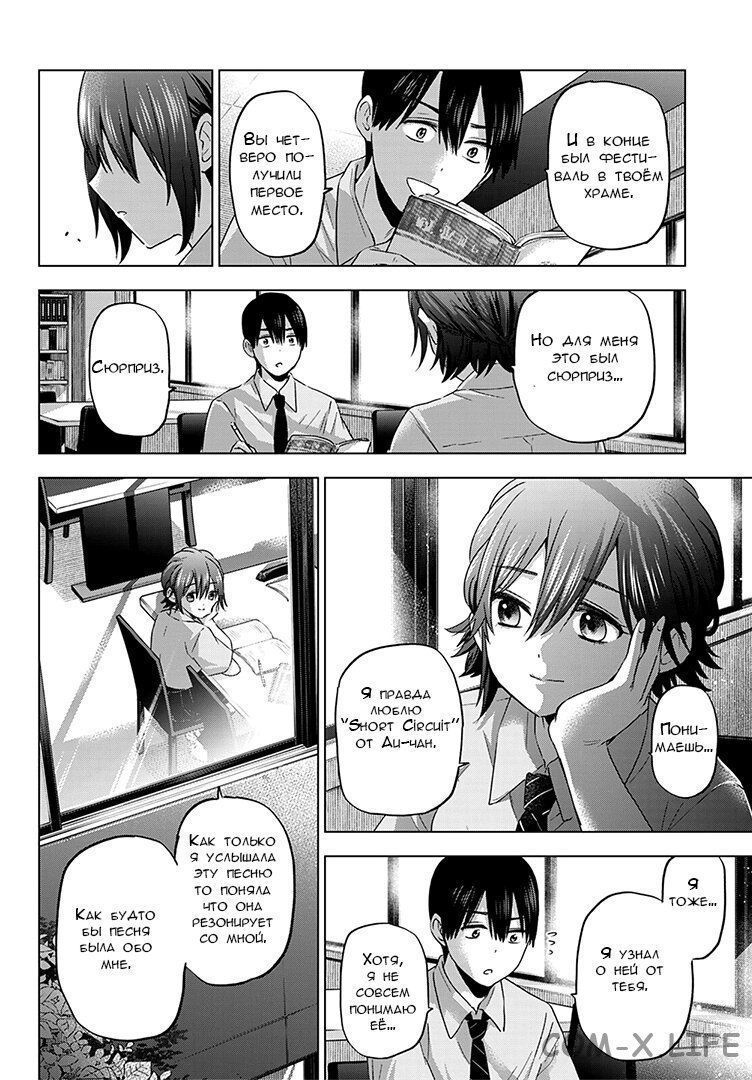 И в конце
был фести-
валь в твоём
храме.
Вы чет-
веро по-
лучили
первое
место.
Но для меня
это был
сюрприз...
Сюрприз.
Пони-
маешь...
Я правда
люблю
"Short Circuit"
от Аи-чан.
Я
тоже...
Я узнал
о ней от
тебя.
Хотя,
я не
совсем
понимаю
её...
Как только
я услышала
эту песню
то поняла
что она
резонирует
со мной.
Как будто
бы песня
была обо
мне.
COM-X LIFE